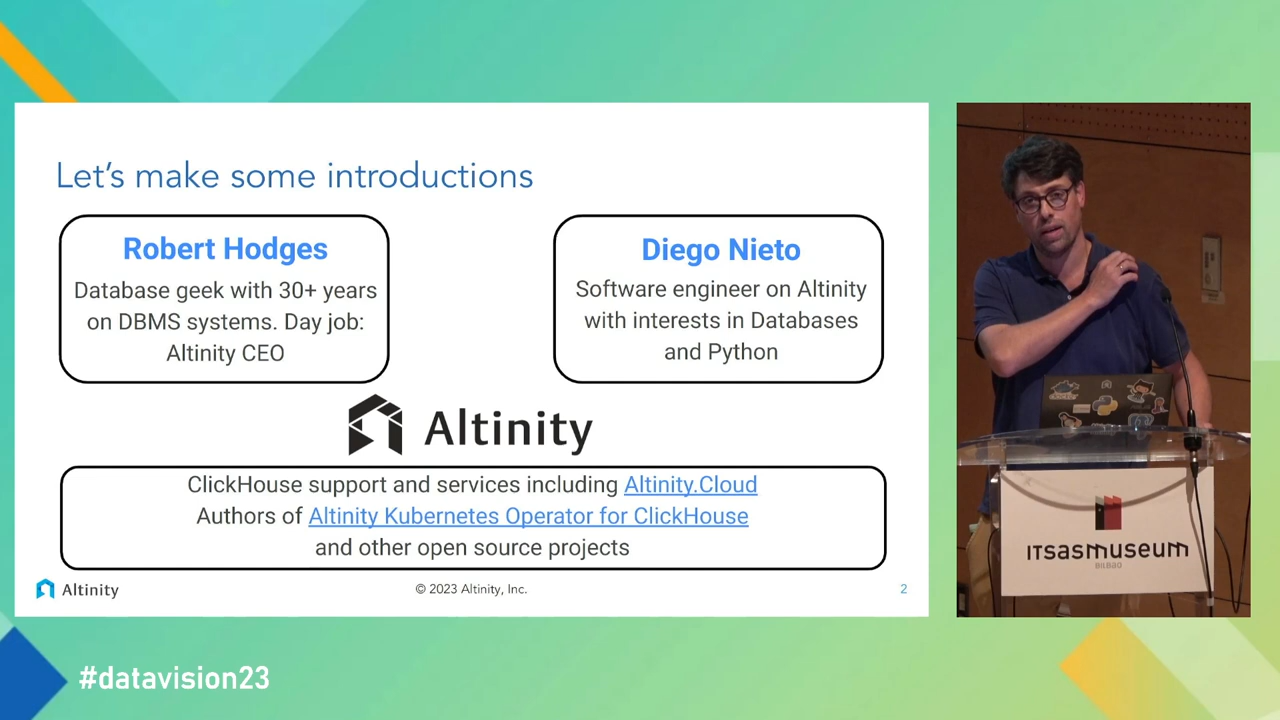 Let's make some introductions
Robert Hodges
Database geek with 30+ years
on DBMS systems. Day job:
Altinity CEO
Diego Nieto
Software engineer on Altinity
with interests in Databases
and Python
Altinity
ClickHouse support and services including Altinity.Cloud
Authors of Altinity Kubernetes Operator for ClickHouse
and other open source projects
Altinity
© 2023 Altinity, Inc.
2
ITSASMUSEUM
BILBAO
#datavision23